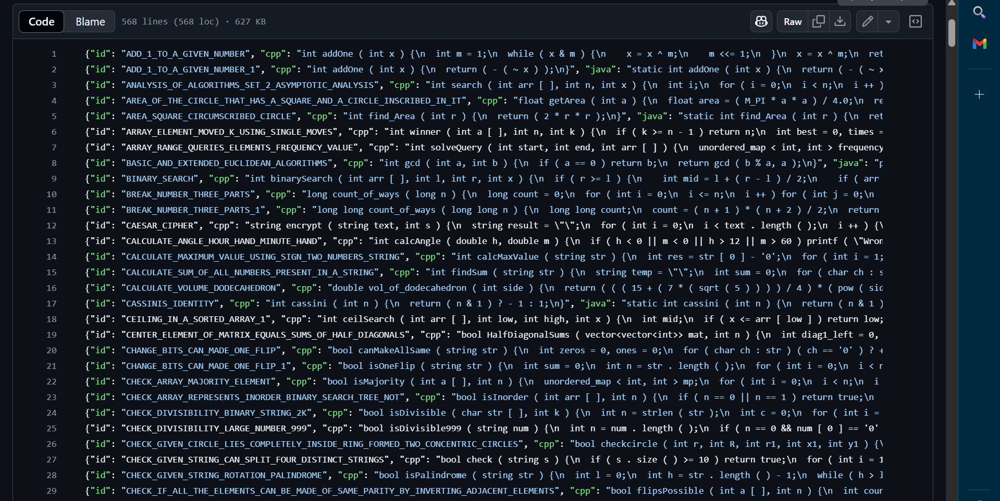 Code Blame 568 lines (568 loc) · 627 KB Raw
1 {"id": "ADD_1_TO_A_GIVEN_NUMBER", "cpp": "int addOne ( int x ) {\n  int m = 1;\n  while ( x & m ) {\n    x = x ^ m;\n    m <<= 1;\n  }\n  x = x ^ m;\n  ret
2 {"id": "ADD_1_TO_A_GIVEN_NUMBER_1", "cpp": "int addOne ( int x ) {\n  return ( - ( ~ x ) );\n}", "java": "static int addOne ( int x ) {\n  return ( - ( ~ x
3 {"id": "ANALYSIS_OF_ALGORITHMS_SET_2_ASYMPTOTIC_ANALYSIS", "cpp": "int search ( int arr [ ], int n, int x ) {\n  int i;\n  for ( i = 0;\n  i < n;\n  i ++ )
4 {"id": "AREA_OF_THE_CIRCLE_THAT_HAS_A_SQUARE_AND_A_CIRCLE_INSCRIBED_IN_IT", "cpp": "float getArea ( int a ) {\n  float area = ( M_PI * a * a ) / 4.0;\n  re
5 {"id": "AREA_SQUARE_CIRCUMSCRIBED_CIRCLE", "cpp": "int find_Area ( int r ) {\n  return ( 2 * r * r );\n}", "java": "static int find_Area ( int r ) {\n  ret
6 {"id": "ARRAY_ELEMENT_MOVED_K_USING_SINGLE_MOVES", "cpp": "int winner ( int a [ ], int n, int k ) {\n  if ( k >= n - 1 ) return n;\n  int best = 0, times =
7 {"id": "ARRAY_RANGE_QUERIES_ELEMENTS_FREQUENCY_VALUE", "cpp": "int solveQuery ( int start, int end, int arr [ ] ) {\n  unordered_map < int, int > frequency
8 {"id": "BASIC_AND_EXTENDED_EUCLIDEAN_ALGORITHMS", "cpp": "int gcd ( int a, int b ) {\n  if ( a == 0 ) return b;\n  return gcd ( b % a, a );\n}", "java": "p
9 {"id": "BINARY_SEARCH", "cpp": "int binarySearch ( int arr [ ], int l, int r, int x ) {\n  if ( r >= l ) {\n    int mid = l + ( r - l ) / 2;\n    if ( arr
10 {"id": "BREAK_NUMBER_THREE_PARTS", "cpp": "long count_of_ways ( long n ) {\n  long count = 0;\n  for ( int i = 0;\n  i <= n;\n  i ++ ) for ( int j = 0;\n
11 {"id": "BREAK_NUMBER_THREE_PARTS_1", "cpp": "long long count_of_ways ( long long n ) {\n  long long count;\n  count = ( n + 1 ) * ( n + 2 ) / 2;\n  return
12 {"id": "CAESAR_CIPHER", "cpp": "string encrypt ( string text, int s ) {\n  string result = \"\";\n  for ( int i = 0;\n  i < text . length ( );\n  i ++ ) {\
13 {"id": "CALCULATE_ANGLE_HOUR_HAND_MINUTE_HAND", "cpp": "int calcAngle ( double h, double m ) {\n  if ( h < 0 || m < 0 || h > 12 || m > 60 ) printf ( \"Wron
14 {"id": "CALCULATE_MAXIMUM_VALUE_USING_SIGN_TWO_NUMBERS_STRING", "cpp": "int calcMaxValue ( string str ) {\n  int res = str [ 0 ] - '0';\n  for ( int i = 1;
15 {"id": "CALCULATE_SUM_OF_ALL_NUMBERS_PRESENT_IN_A_STRING", "cpp": "int findSum ( string str ) {\n  string temp = \"\";\n  int sum = 0;\n  for ( char ch : s
16 {"id": "CALCULATE_VOLUME_DODECAHEDRON", "cpp": "double vol_of_dodecahedron ( int side ) {\n  return ( ( ( 15 + ( 7 * ( sqrt ( 5 ) ) ) ) / 4 ) * ( pow ( sid
17 {"id": "CASSINIS_IDENTITY", "cpp": "int cassini ( int n ) {\n  return ( n & 1 ) ? - 1 : 1;\n}", "java": "static int cassini ( int n ) {\n  return ( n & 1 )
18 {"id": "CEILING_IN_A_SORTED_ARRAY_1", "cpp": "int ceilSearch ( int arr [ ], int low, int high, int x ) {\n  int mid;\n  if ( x <= arr [ low ] ) return low;
19 {"id": "CENTER_ELEMENT_OF_MATRIX_EQUALS_SUMS_OF_HALF_DIAGONALS", "cpp": "bool HalfDiagonalSums ( vector<vector<int>> mat, int n ) {\n  int diag1_left = 0,
20 {"id": "CHANGE_BITS_CAN_MADE_ONE_FLIP", "cpp": "bool canMakeAllSame ( string str ) {\n  int zeros = 0, ones = 0;\n  for ( char ch : str ) ( ch == '0' ) ? +
21 {"id": "CHANGE_BITS_CAN_MADE_ONE_FLIP_1", "cpp": "bool isOneFlip ( string str ) {\n  int sum = 0;\n  int n = str . length ( );\n  for ( int i = 0;\n  i < n
22 {"id": "CHECK_ARRAY_MAJORITY_ELEMENT", "cpp": "bool isMajority ( int a [ ], int n ) {\n  unordered_map < int, int > mp;\n  for ( int i = 0;\n  i < n;\n  i
23 {"id": "CHECK_ARRAY_REPRESENTS_INORDER_BINARY_SEARCH_TREE_NOT", "cpp": "bool isInorder ( int arr [ ], int n ) {\n  if ( n == 0 || n == 1 ) return true;\n
24 {"id": "CHECK_DIVISIBILITY_BINARY_STRING_2K", "cpp": "bool isDivisible ( char str [ ], int k ) {\n  int n = strlen ( str );\n  int c = 0;\n  for ( int i =
25 {"id": "CHECK_DIVISIBILITY_LARGE_NUMBER_999", "cpp": "bool isDivisible999 ( string num ) {\n  int n = num . length ( );\n  if ( n == 0 && num [ 0 ] == '0'
26 {"id": "CHECK_GIVEN_CIRCLE_LIES_COMPLETELY_INSIDE_RING_FORMED_TWO_CONCENTRIC_CIRCLES", "cpp": "bool checkcircle ( int r, int R, int r1, int x1, int y1 ) {\
27 {"id": "CHECK_GIVEN_STRING_CAN_SPLIT_FOUR_DISTINCT_STRINGS", "cpp": "bool check ( string s ) {\n  if ( s . size ( ) >= 10 ) return true;\n  for ( int i = 1
28 {"id": "CHECK_GIVEN_STRING_ROTATION_PALINDROME", "cpp": "bool isPalindrome ( string str ) {\n  int l = 0;\n  int h = str . length ( ) - 1;\n  while ( h > l
29 {"id": "CHECK_IF_ALL_THE_ELEMENTS_CAN_BE_MADE_OF_SAME_PARITY_BY_INVERTING_ADJACENT_ELEMENTS", "cpp": "bool flipsPossible ( int a [ ], int n ) {\n  int coun